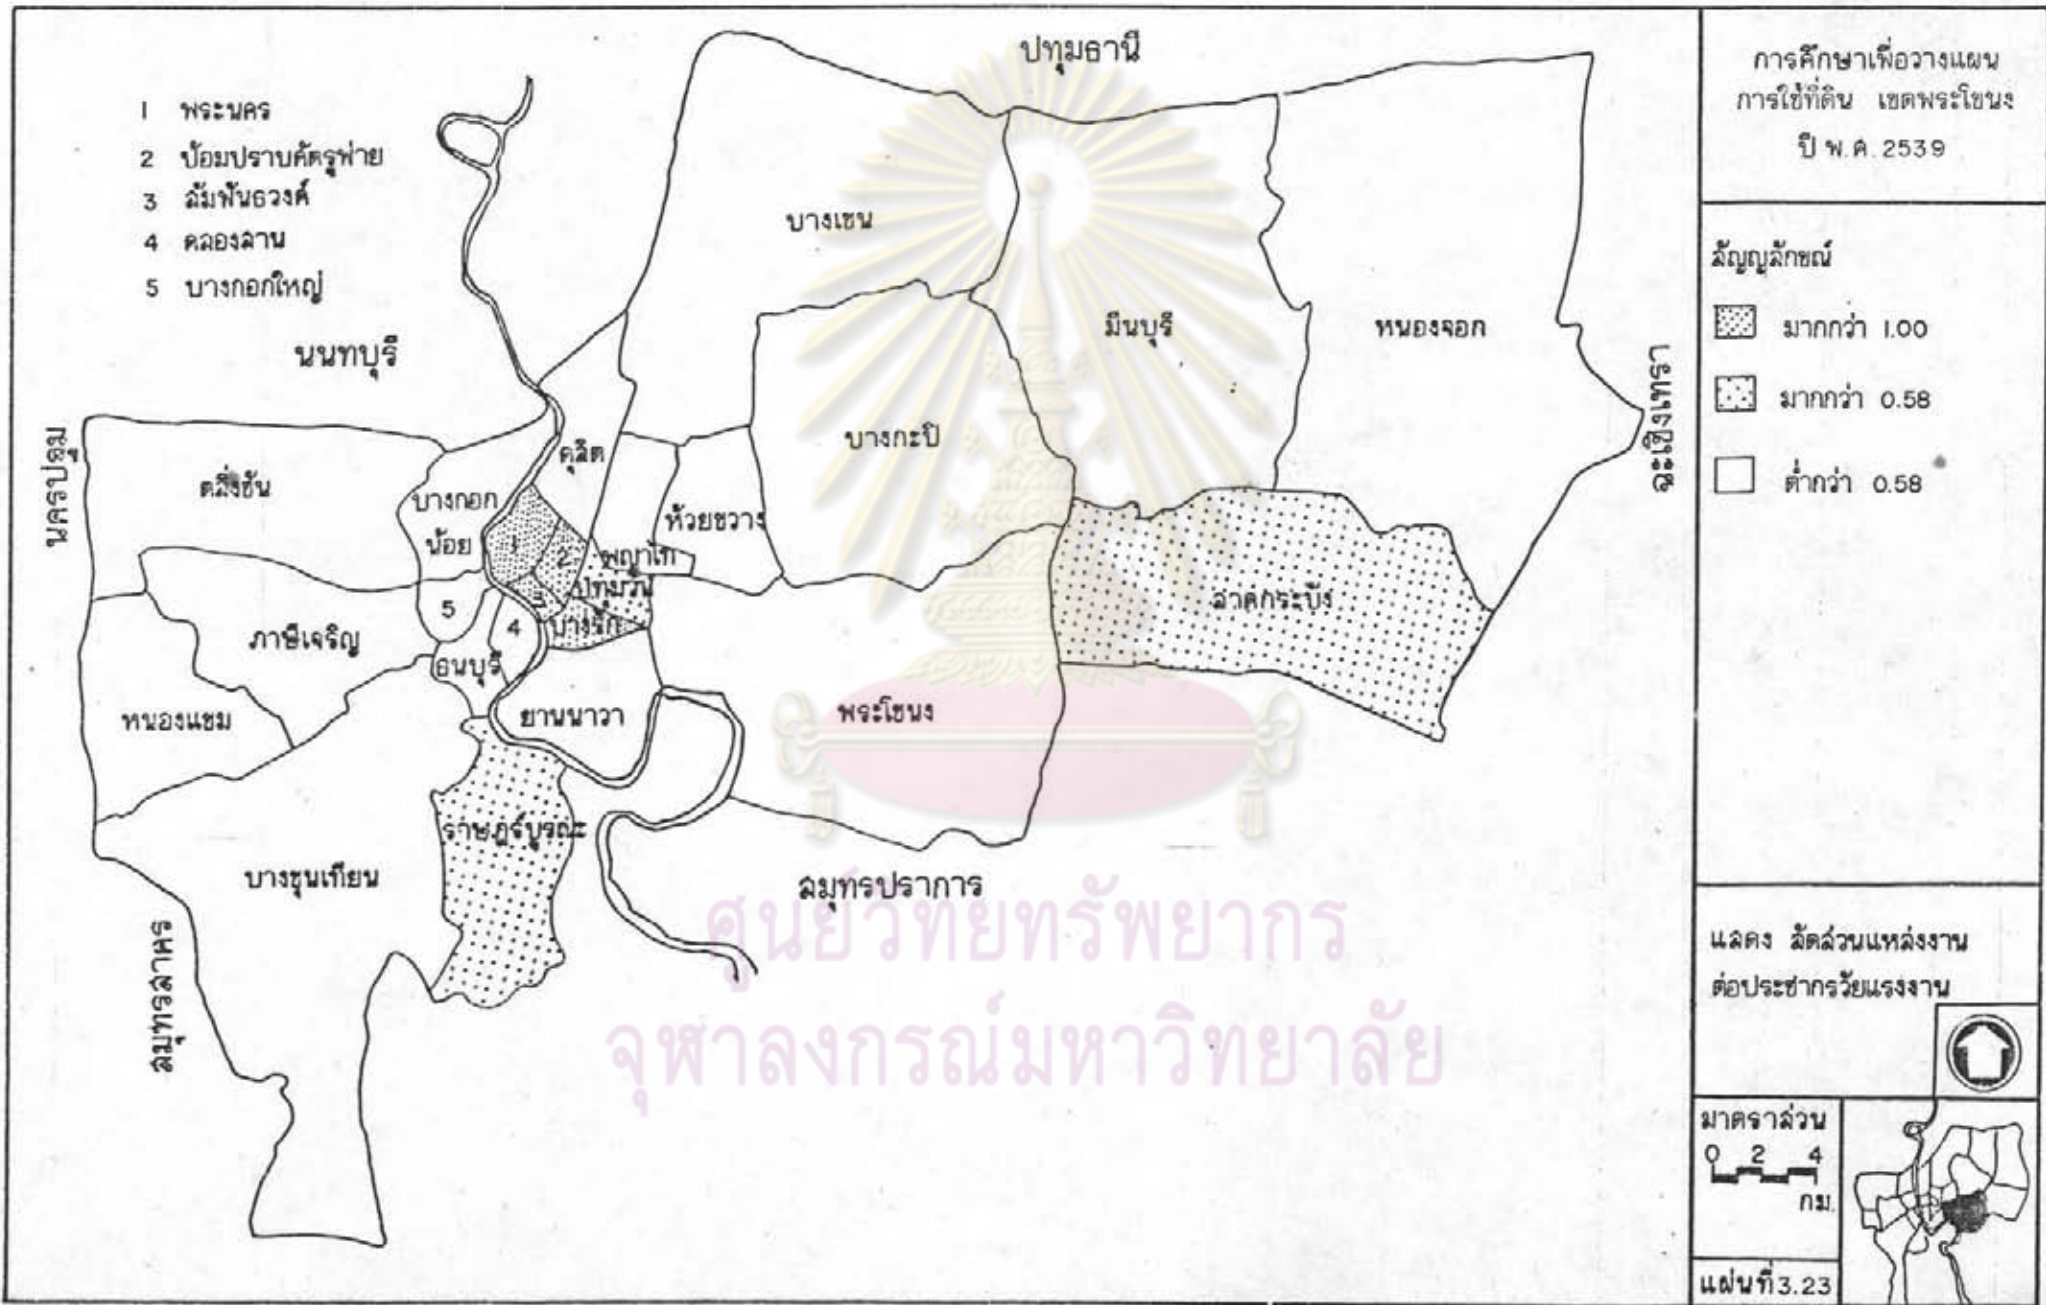 ปทุมธานี
1 พระนคร
2 ป้อมปราบศัตรูพ่าย
3 สัมพันธวงศ์
4 คลองสาน
5 บางกอกใหญ่
นนทบุรี
บางเขน
มีนบุรี
หนองจอก
ฉะเชิงเทรา
นครปฐม
ตลิ่งชัน
บางกอก
น้อย
ดุสิต
ห้วยขวาง
บางกะปิ
1
2
พญาไท
ปทุมวัน
3
บางรัก
4
5
ภาษีเจริญ
ธนบุรี
ลาดกระบัง
หนองแขม
ยานนาวา
พระโขนง
ราษฎร์บูรณะ
บางขุนเทียน
สมุทรปราการ
สมุทรสาคร
ศูนย์วิทยทรัพยากร
จุฬาลงกรณ์มหาวิทยาลัย
การศึกษาเพื่อวางแผน
การใช้ที่ดิน เขตพระโขนง
ปี พ.ศ. 2539
สัญญลักษณ์
มากกว่า 1.00
มากกว่า 0.58
ต่ำกว่า 0.58
แสดง สัดส่วนแหล่งงาน
ต่อประชากรวัยแรงงาน
มาตราส่วน
0 2 4
กม.
แผ่นที่ 3.23